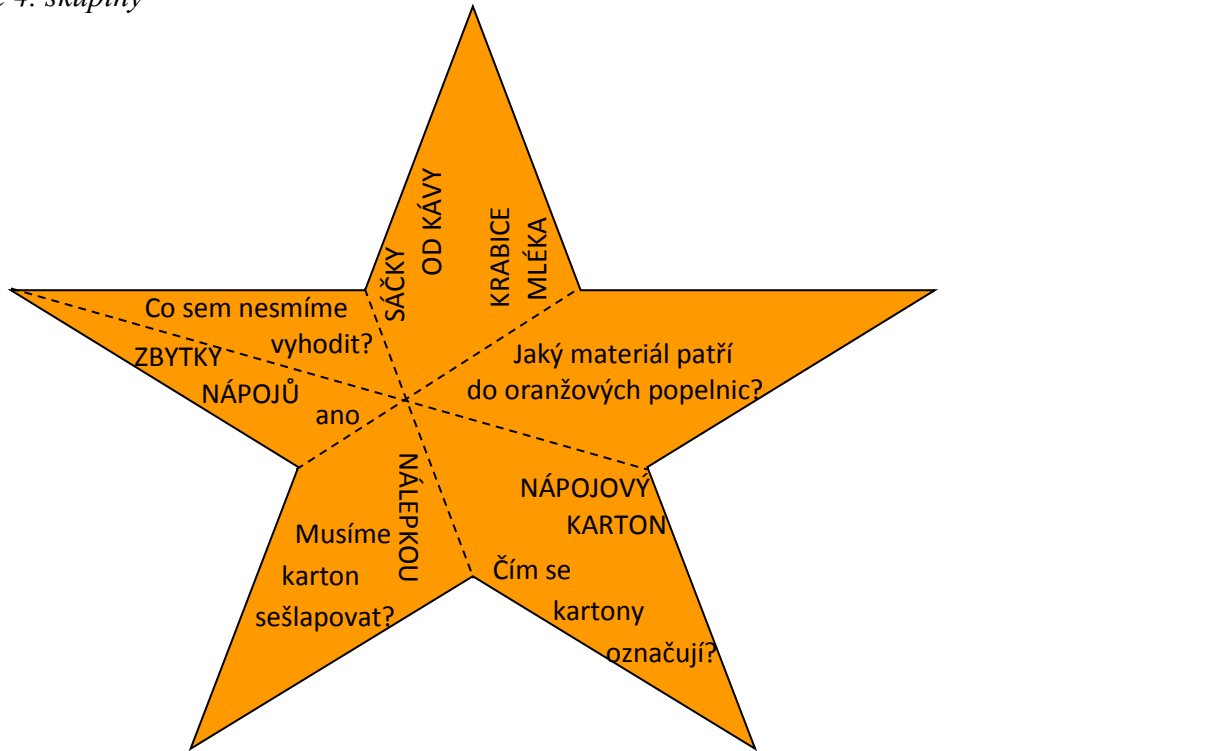 4. skupiny
SÁČKY
OD KÁVY
KRABICE
MLÉKA
Co sem nesmíme
vyhodit?
ZBYTKY
NÁPOJŮ
ano
Jaký materiál patří
do oranžových popelnic?
NÁLEPKOU
Musíme
karton
sešlapovat?
NÁPOJOVÝ
KARTON
Čím se
kartony
označují?